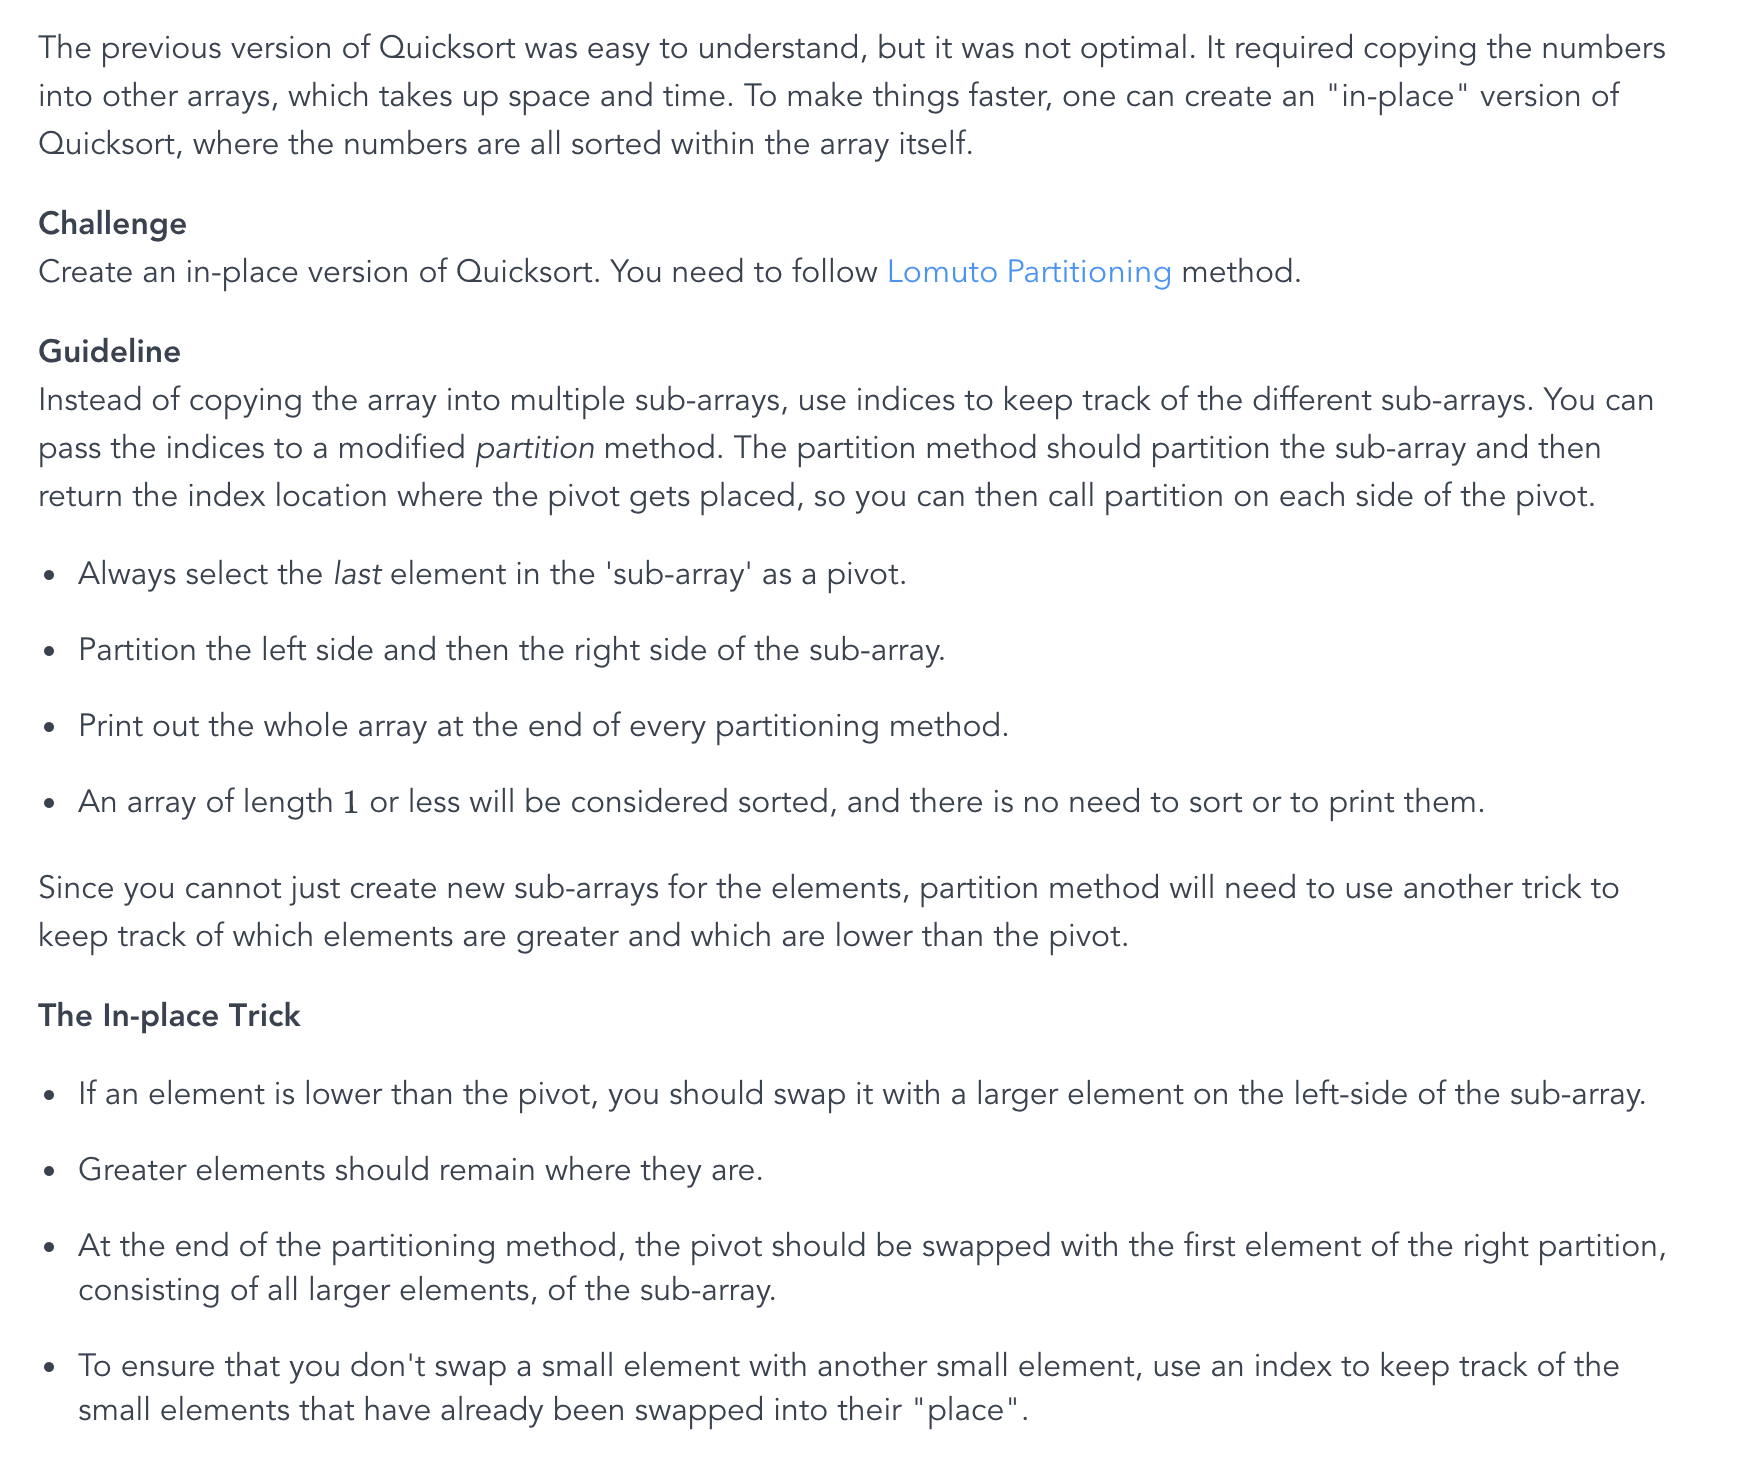 The previous version of Quicksort was easy to understand, but it was not optimal. It required copying the numbers
into other arrays, which takes up space and time. To make things faster, one can create an "in-place" version of
Quicksort, where the numbers are all sorted within the array itself.
Challenge
Create an in-place version of Quicksort. You need to follow Lomuto Partitioning method.
Guideline
Instead of copying the array into multiple sub-arrays, use indices to keep track of the different sub-arrays. You can
pass the indices to a modified partition method. The partition method should partition the sub-array and then
return the index location where the pivot gets placed, so you can then call partition on each side of the pivot.
• Always select the last element in the 'sub-array' as a pivot.
• Partition the left side and then the right side of the sub-array.
• Print out the whole array at the end of every partitioning method.
• An array of length 1 or less will be considered sorted, and there is no need to sort or to print them.
Since you cannot just create new sub-arrays for the elements, partition method will need to use another trick to
keep track of which elements are greater and which are lower than the pivot.
The In-place Trick
• If an element is lower than the pivot, you should swap it with a larger element on the left-side of the sub-array.
• Greater elements should remain where they are.
• At the end of the partitioning method, the pivot should be swapped with the first element of the right partition,
consisting of all larger elements, of the sub-array.
• To ensure that you don't swap a small element with another small element, use an index to keep track of the
small elements that have already been swapped into their "place".